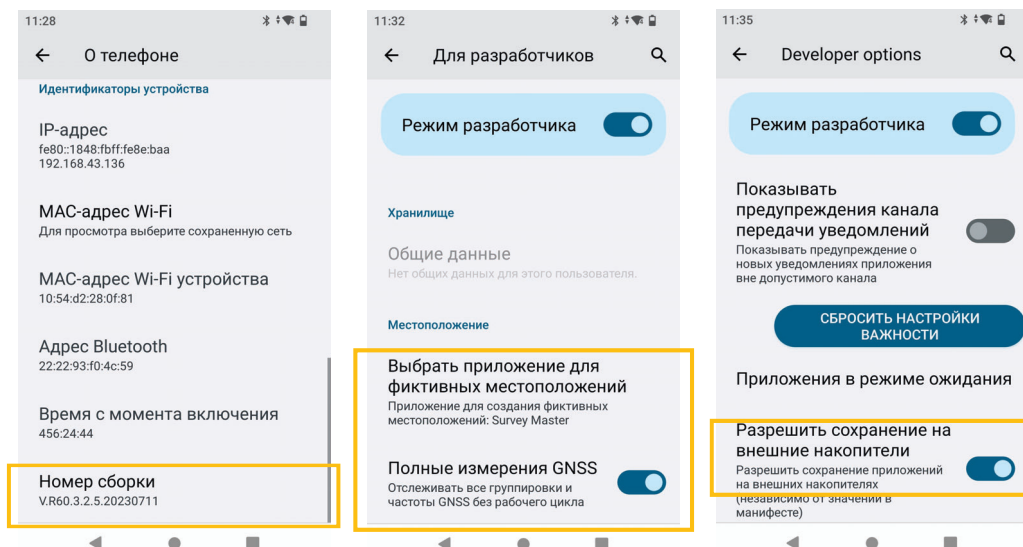 11:28
О телефоне
Идентификаторы устройства
IP-адрес
fe80::1848:fbff:fe8e:baa
192.168.43.136
MAC-адрес Wi-Fi
Для просмотра выберите сохраненную сеть
MAC-адрес Wi-Fi устройства
10:54:d2:28:0f:81
Адрес Bluetooth
22:22:93:f0:4c:59
Время с момента включения
456:24:44
Номер сборки
V.R60.3.2.5.20230711
11:32
Для разработчиков
Режим разработчика
Хранилище
Общие данные
Нет общих данных для этого пользователя.
Местоположение
Выбрать приложение для
фиктивных местоположений
Приложение для создания фиктивных
местоположений: Survey Master
Полные измерения GNSS
Отслеживать все группировки и
частоты GNSS без рабочего цикла
11:35
Developer options
Режим разработчика
Показывать
предупреждения канала
передачи уведомлений
Показывать предупреждение о
новых уведомлениях приложения
вне допустимого канала
СБРОСИТЬ НАСТРОЙКИ
ВАЖНОСТИ
Приложения в режиме ожидания
Разрешить сохранение на
внешние накопители
Разрешить сохранение приложений
на внешних накопителях
(независимо от значений в
манифесте)